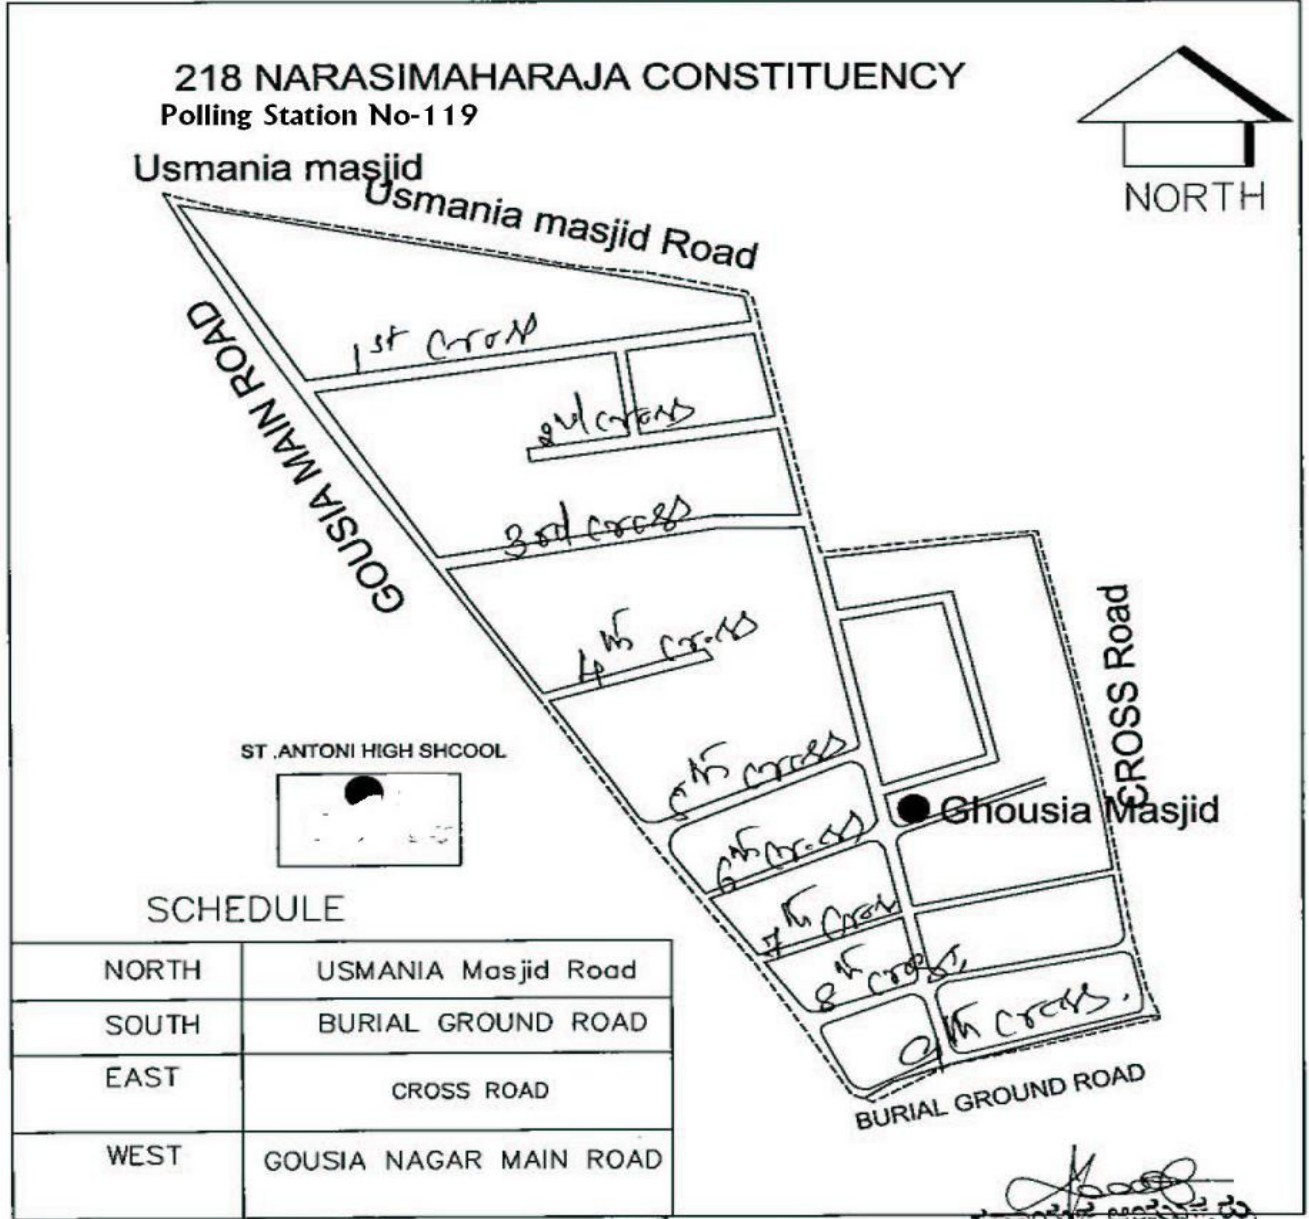 218 NARASIMAHARAJA CONSTITUENCY
Polling Station No-119
NORTH
Usmania masjid
Usmania masjid Road
GOUSIA MAIN ROAD
1st Cross
2nd cross
3rd cross
4th cross
6th cross
6th cross
7th Cross
8th cross
9th cross.
CROSS Road
Ghousia Masjid
ST .ANTONI HIGH SHCOOL
BURIAL GROUND ROAD
SCHEDULE
NORTH USMANIA Masjid Road
SOUTH BURIAL GROUND ROAD
EAST CROSS ROAD
WEST GOUSIA NAGAR MAIN ROAD